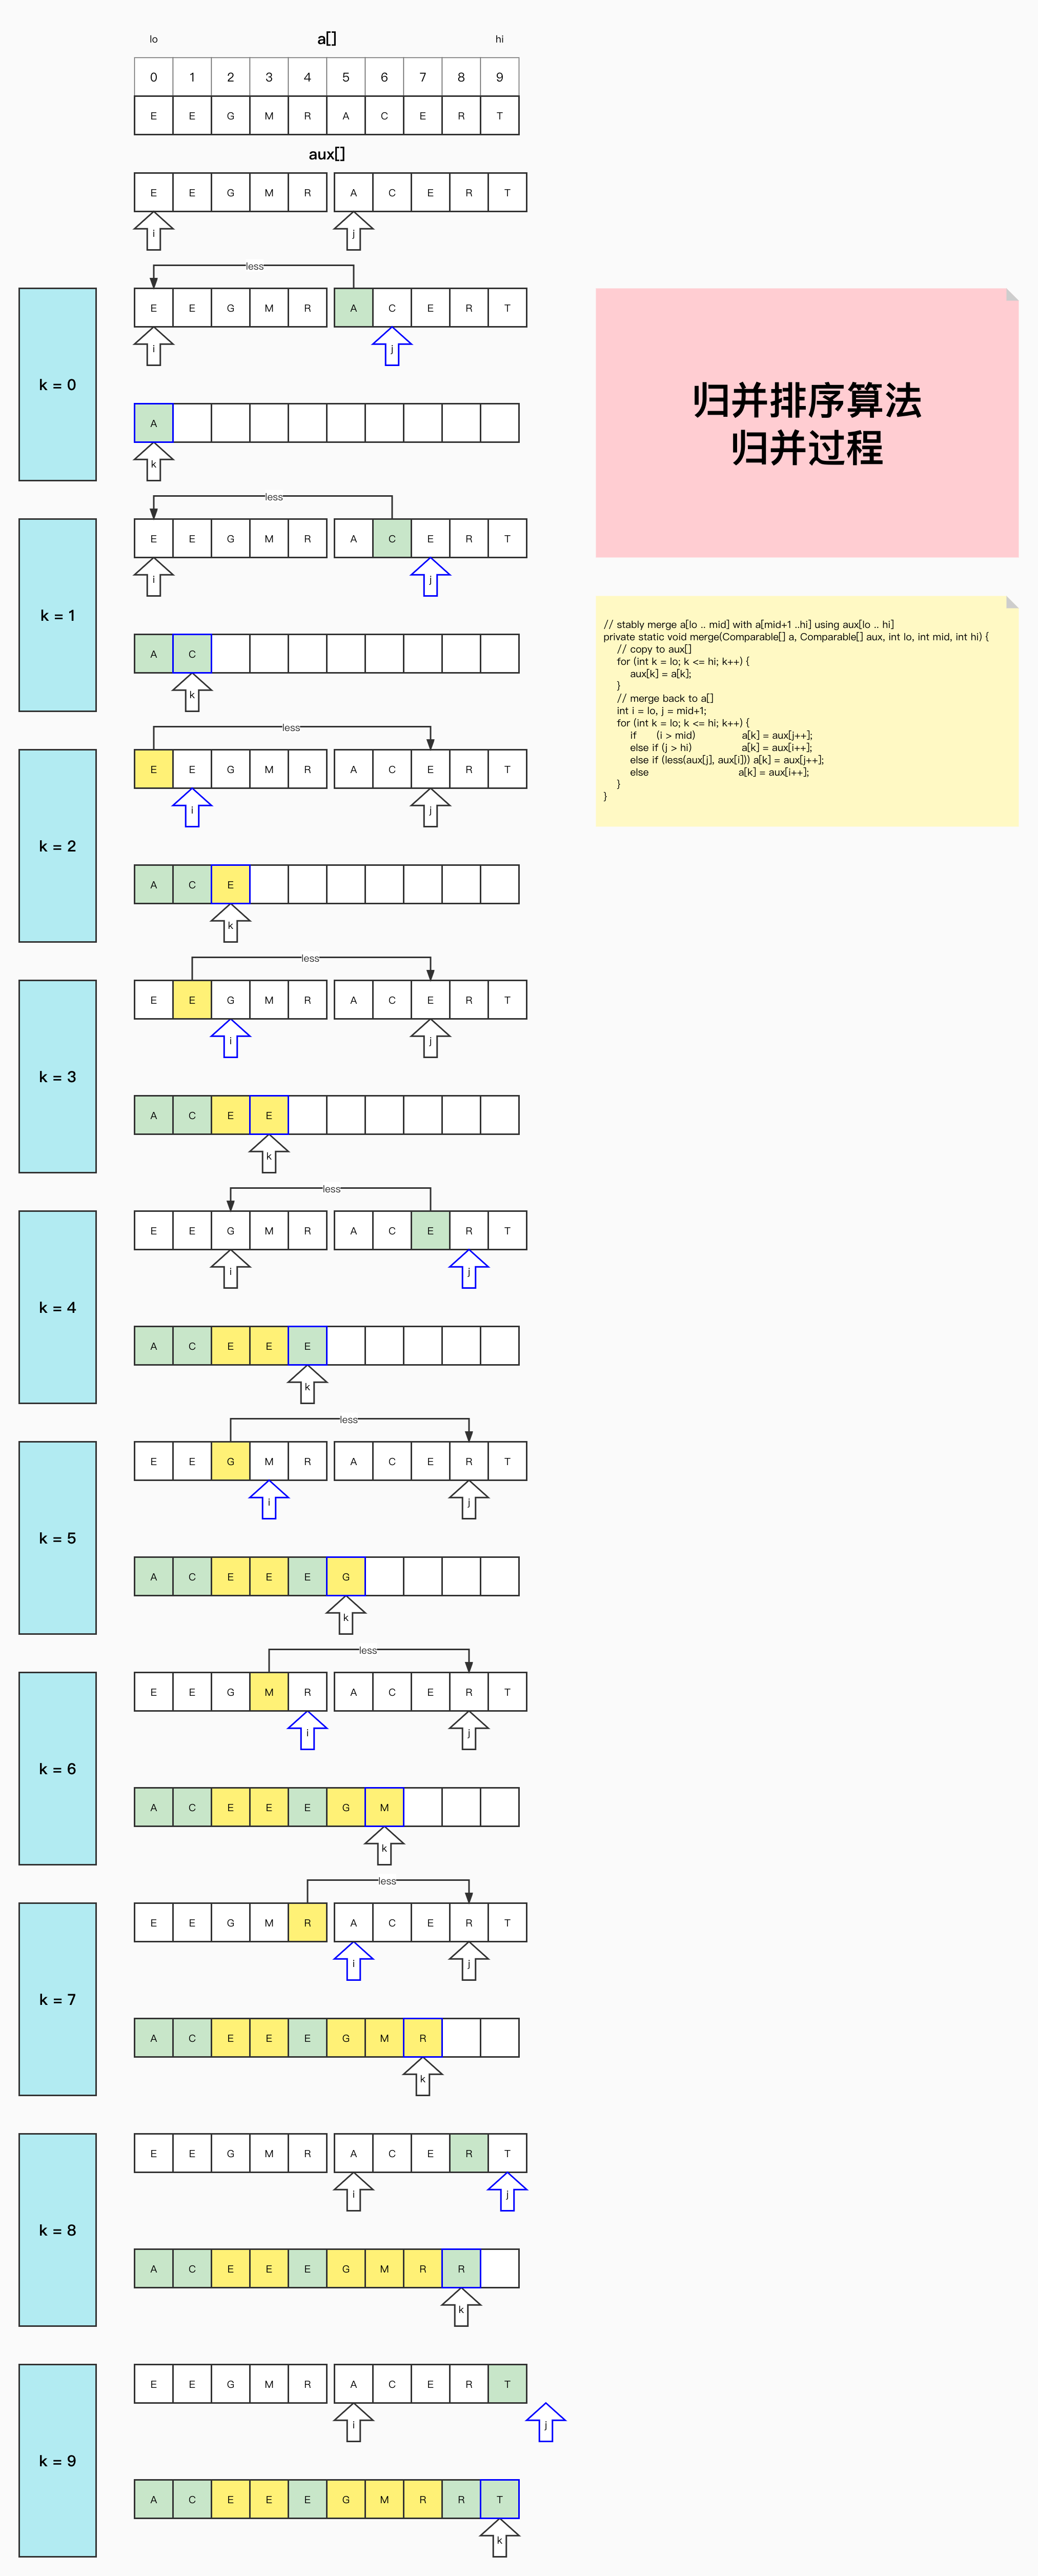 lo a[] hi
0 1 2 3 4 5 6 7 8 9
E E G M R A C E R T
aux[]
E E G M R A C E R T
i j
less
k = 0
E E G M R A C E R T
i j
A
k
less
k = 1
E E G M R A C E R T
i j
A C
k
less
k = 2
E E G M R A C E R T
i j
A C E
k
less
k = 3
E E G M R A C E R T
i j
A C E E
k
less
k = 4
E E G M R A C E R T
i j
A C E E E
k
less
k = 5
E E G M R A C E R T
i j
A C E E E G
k
less
k = 6
E E G M R A C E R T
i j
A C E E E G M
k
less
k = 7
E E G M R A C E R T
i j
A C E E E G M R
k
k = 8
E E G M R A C E R T
i j
A C E E E G M R R
k
k = 9
E E G M R A C E R T
i j
A C E E E G M R R T
k
归并排序算法
归并过程
// stably merge a[lo .. mid] with a[mid+1 ..hi] using aux[lo .. hi]
private static void merge(Comparable[] a, Comparable[] aux, int lo, int mid, int hi) {
// copy to aux[]
for (int k = lo; k <= hi; k++) {
aux[k] = a[k];
}
// merge back to a[]
int i = lo, j = mid+1;
for (int k = lo; k <= hi; k++) {
if (i > mid) a[k] = aux[j++];
else if (j > hi) a[k] = aux[i++];
else if (less(aux[j], aux[i])) a[k] = aux[j++];
else a[k] = aux[i++];
}
}